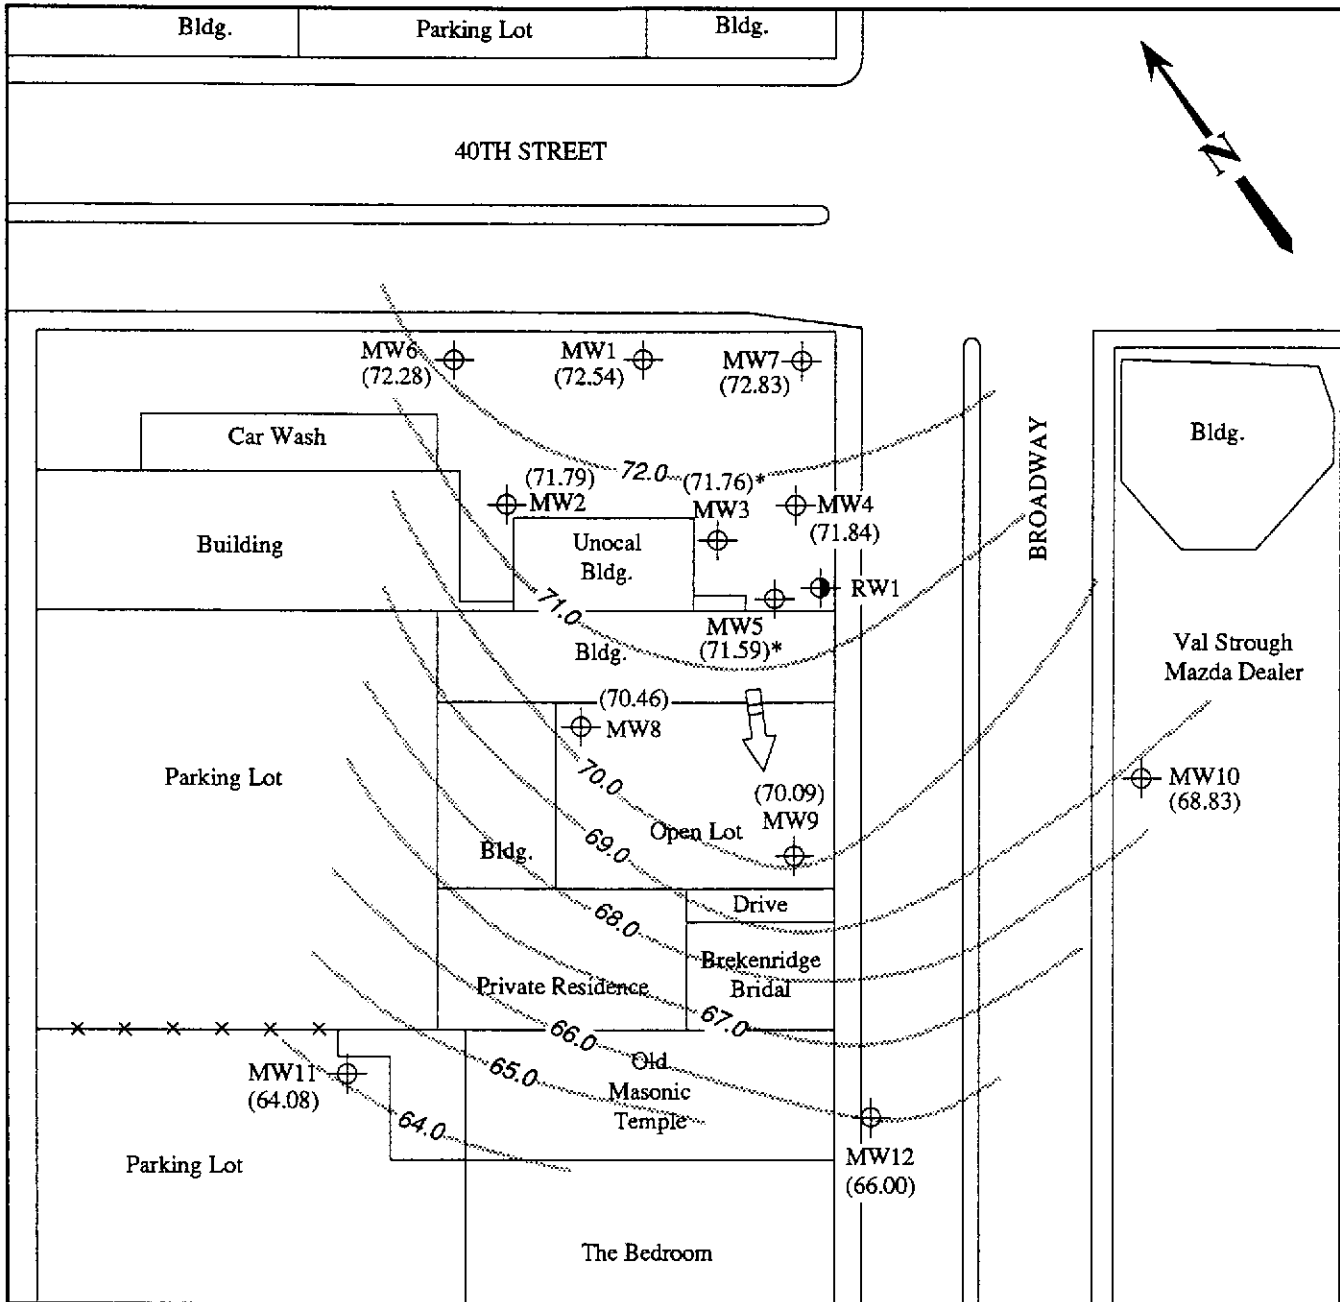 Bldg.
Parking Lot
Bldg.
N
40TH STREET
MW6
(72.28)
MW1
(72.54)
MW7
(72.83)
Car Wash
Bldg.
BROADWAY
72.0
(71.79)
MW2
(71.76)*
MW3
MW4
(71.84)
Building
Unocal
Bldg.
RW1
71.0
MW5
(71.59)*
Bldg.
Val Strough
Mazda Dealer
(70.46)
MW8
Parking Lot
70.0
(70.09)
MW9
MW10
(68.83)
Open Lot
69.0
Bldg.
68.0
Drive
Brekenridge
Bridal
Private Residence
67.0
66.0
Old
Masonic
Temple
65.0
MW11
(64.08)
64.0
Parking Lot
MW12
(66.00)
The Bedroom